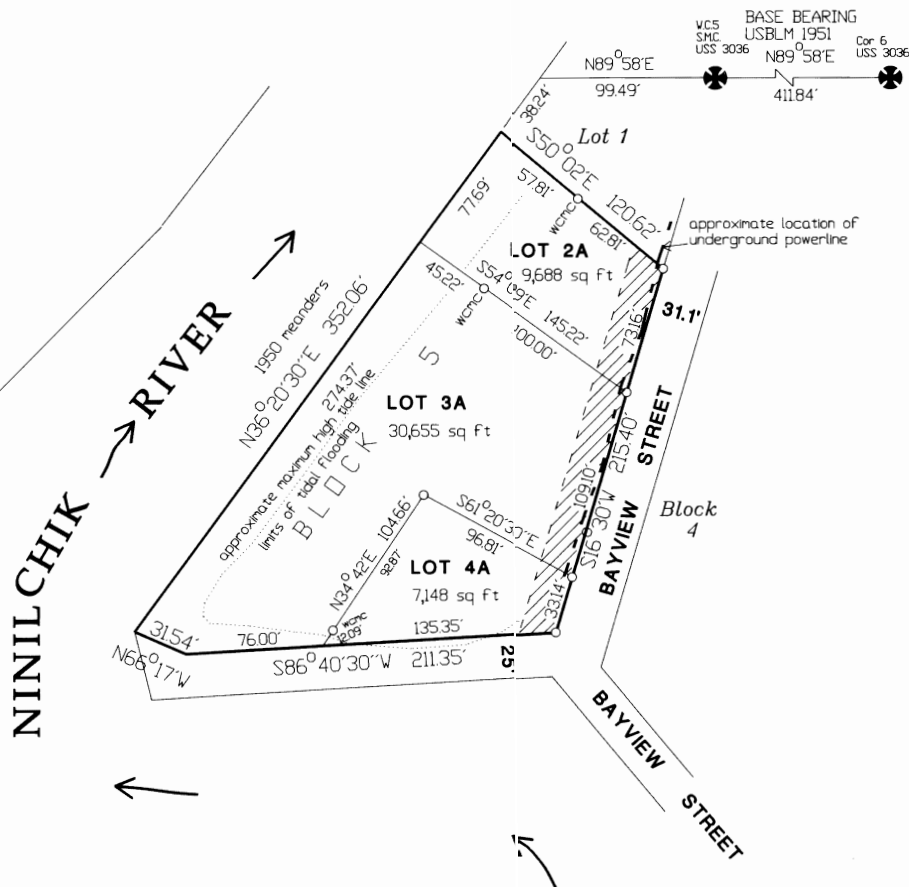 W.C.5
S.M.C.
USS 3036
BASE BEARING
USBLM 1951
N89°58'E
Cor 6
USS 3036
N89°58'E
99.49'
411.84'
38.24'
Lot 1
S50°02'E
120.62'
57.81'
wcmc
62.81'
77.69'
approximate location of
underground powerline
LOT 2A
9,688 sq ft
31.1'
73.16'
45.22'
wcmc
145.22'
100.00'
1950 meanders
N36°20'30"E 352.06'
274.37'
approximate maximum high tide line
limits of tidal flooding
BLOCK 5
LOT 3A
30,655 sq ft
S16°30'W 215.40'
109.10'
BAYVIEW STREET
Block
4
NINILCHIK RIVER
S61°20'30"E
96.81'
N34°42'E 104.66'
92.87'
LOT 4A
7,148 sq ft
33.14'
wcmc
12.09'
31.54'
N66°17'W
76.00'
135.35'
S86°40'30"W 211.35'
25'
BAYVIEW STREET